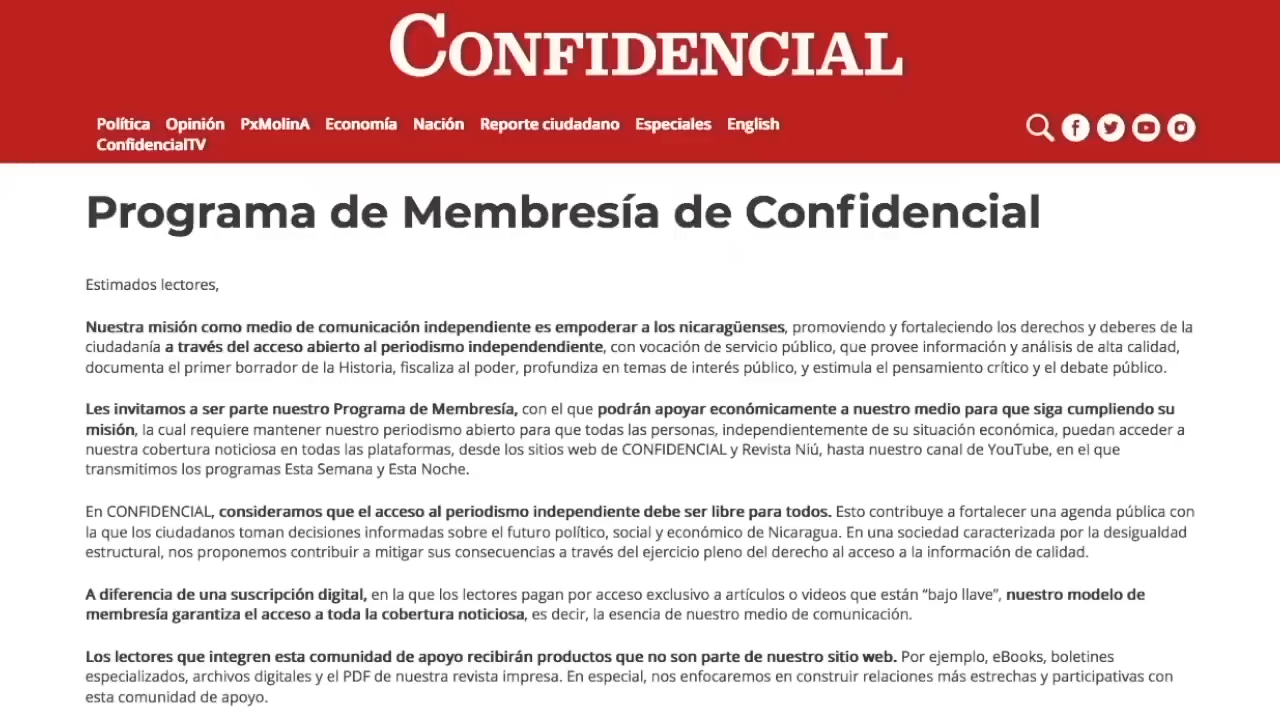 CONFIDENCIAL
Política Opinión PxMolinA Economía Nación Reporte ciudadano Especiales English
ConfidencialTV
Programa de Membresía de Confidencial
Estimados lectores,
Nuestra misión como medio de comunicación independiente es empoderar a los nicaragüenses, promoviendo y fortaleciendo los derechos y deberes de la
ciudadanía a través del acceso abierto al periodismo independendiente, con vocación de servicio público, que provee información y análisis de alta calidad,
documenta el primer borrador de la Historia, fiscaliza al poder, profundiza en temas de interés público, y estimula el pensamiento crítico y el debate público.
Les invitamos a ser parte nuestro Programa de Membresía, con el que podrán apoyar económicamente a nuestro medio para que siga cumpliendo su
misión, la cual requiere mantener nuestro periodismo abierto para que todas las personas, independientemente de su situación económica, puedan acceder a
nuestra cobertura noticiosa en todas las plataformas, desde los sitios web de CONFIDENCIAL y Revista Niú, hasta nuestro canal de YouTube, en el que
transmitimos los programas Esta Semana y Esta Noche.
En CONFIDENCIAL, consideramos que el acceso al periodismo independiente debe ser libre para todos. Esto contribuye a fortalecer una agenda pública con
la que los ciudadanos toman decisiones informadas sobre el futuro político, social y económico de Nicaragua. En una sociedad caracterizada por la desigualdad
estructural, nos proponemos contribuir a mitigar sus consecuencias a través del ejercicio pleno del derecho al acceso a la información de calidad.
A diferencia de una suscripción digital, en la que los lectores pagan por acceso exclusivo a artículos o videos que están “bajo llave”, nuestro modelo de
membresía garantiza el acceso a toda la cobertura noticiosa, es decir, la esencia de nuestro medio de comunicación.
Los lectores que integren esta comunidad de apoyo recibirán productos que no son parte de nuestro sitio web. Por ejemplo, eBooks, boletines
especializados, archivos digitales y el PDF de nuestra revista impresa. En especial, nos enfocaremos en construir relaciones más estrechas y participativas con
esta comunidad de apoyo.